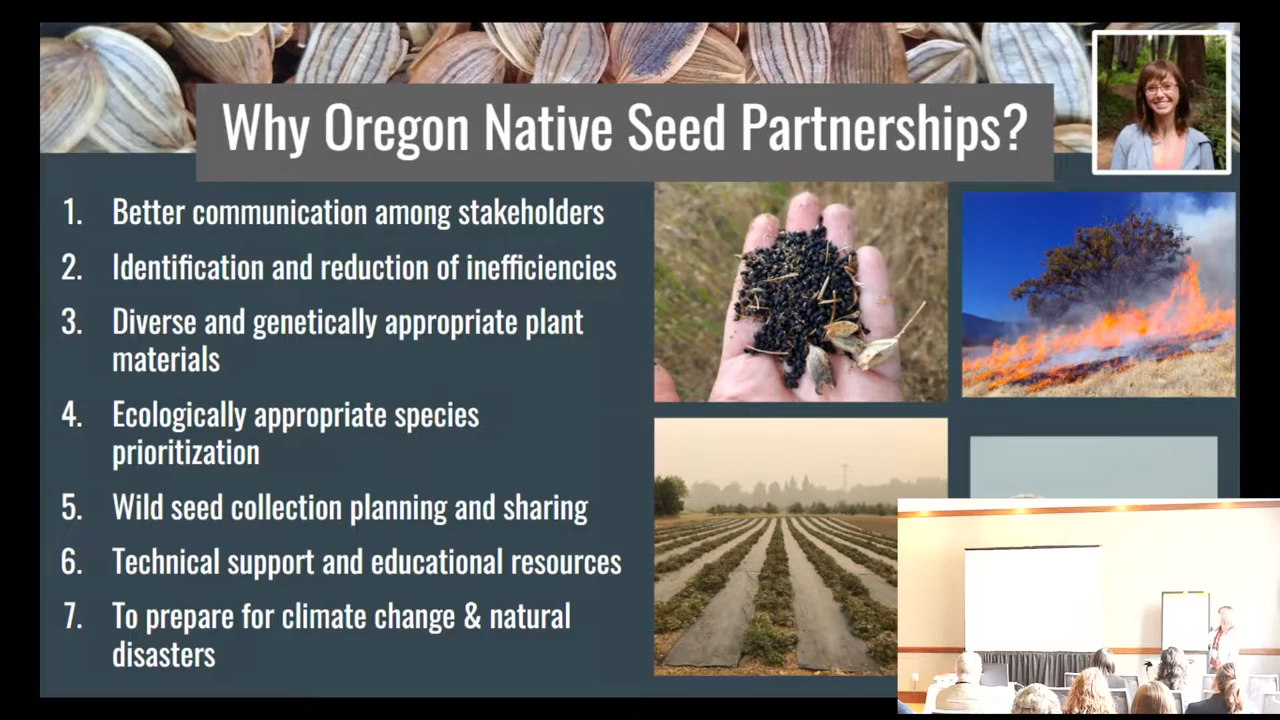 Why Oregon Native Seed Partnerships?
1. Better communication among stakeholders
2. Identification and reduction of inefficiencies
3. Diverse and genetically appropriate plant
materials
4. Ecologically appropriate species
prioritization
5. Wild seed collection planning and sharing
6. Technical support and educational resources
7. To prepare for climate change & natural
disasters